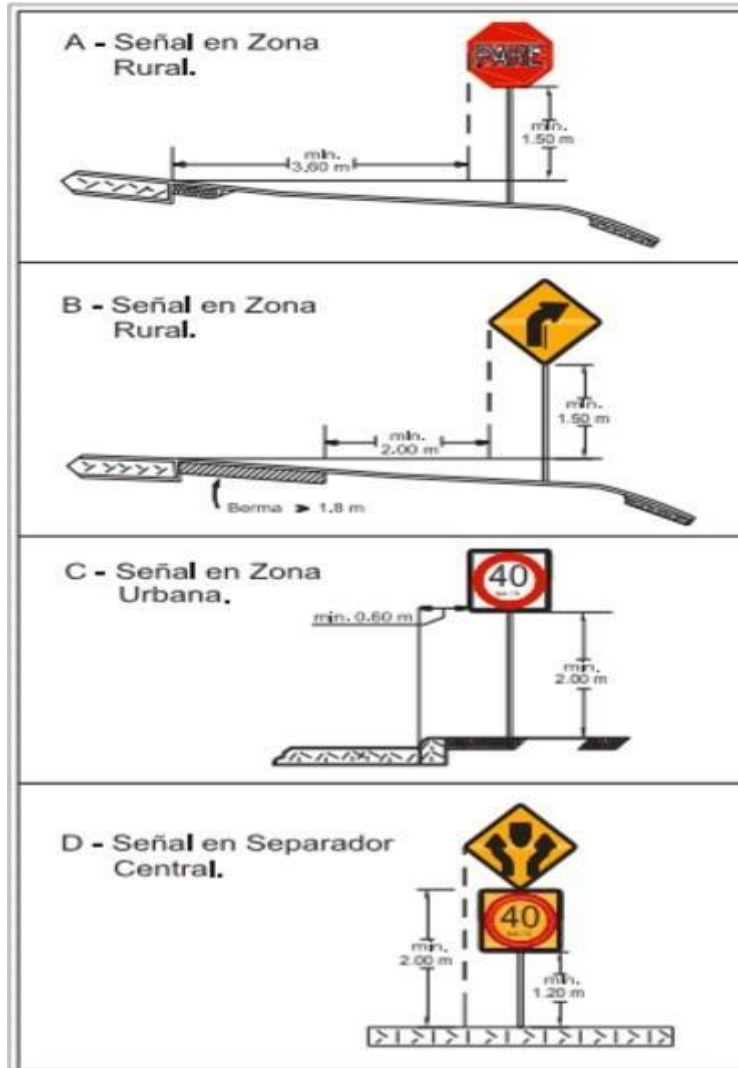 A - Señal en Zona
Rural.
PARE
min.
1.50 m
min.
3.60 m
B - Señal en Zona
Rural.
min.
1.50 m
min.
2.00 m
Berma > 1.8 m
C - Señal en Zona
Urbana.
40
min. 0.60 m
min.
2.00 m
D - Señal en Separador
Central.
40
min.
2.00 m
min.
1.20 m